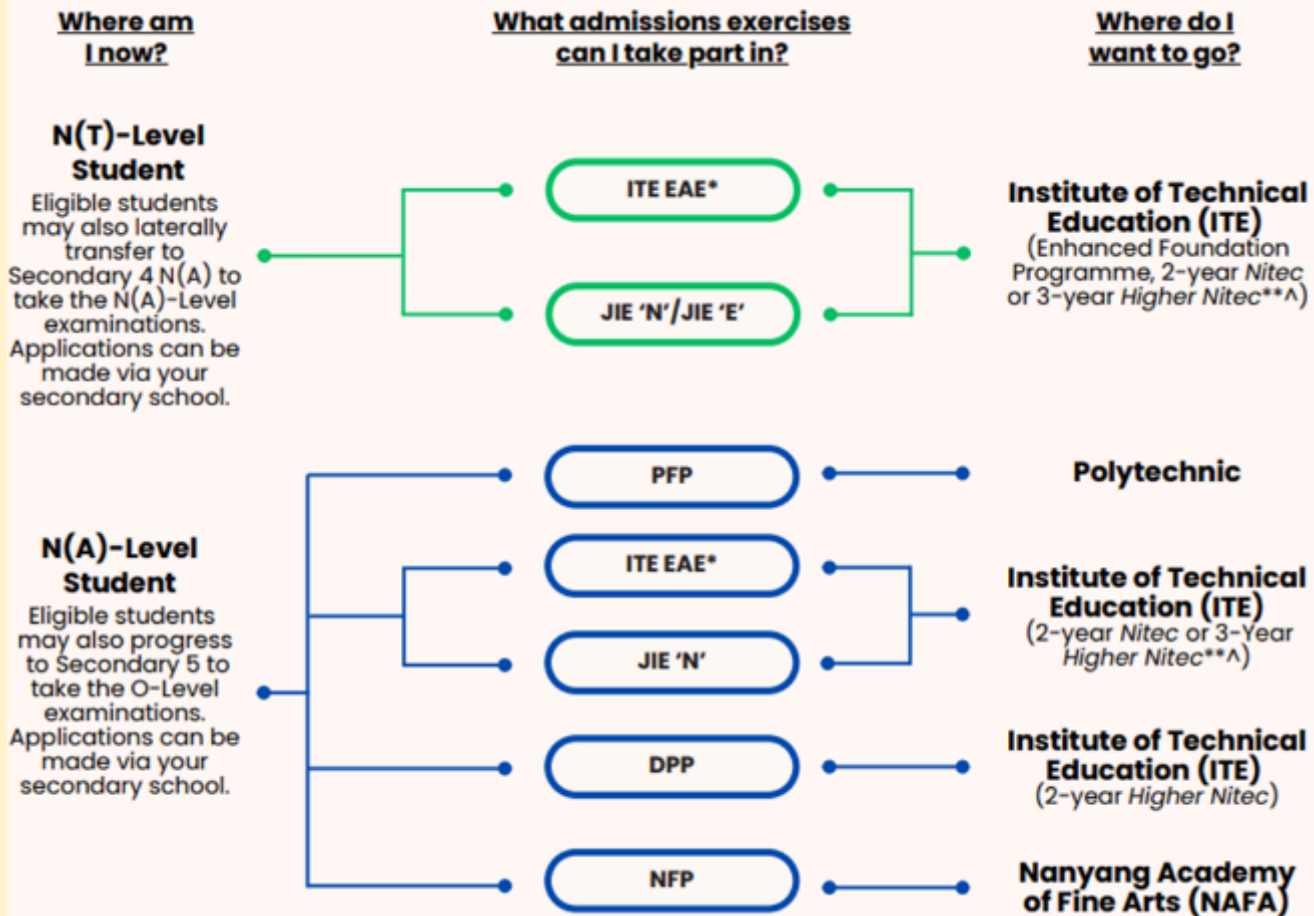 Where am
I now?
What admissions exercises
can I take part in?
Where do I
want to go?
N(T)-Level
Student
Eligible students
may also laterally
transfer to
Secondary 4 N(A) to
take the N(A)-Level
examinations.
Applications can be
made via your
secondary school.
ITE EAE*
JIE ‘N’/JIE ‘E’
Institute of Technical
Education (ITE)
(Enhanced Foundation
Programme, 2-year Nitec
or 3-year Higher Nitec**^)
N(A)-Level
Student
Eligible students
may also progress
to Secondary 5 to
take the O-Level
examinations.
Applications can be
made via your
secondary school.
PFP
Polytechnic
ITE EAE*
JIE ‘N’
Institute of Technical
Education (ITE)
(2-year Nitec or 3-Year
Higher Nitec**^)
DPP
Institute of Technical
Education (ITE)
(2-year Higher Nitec)
NFP
Nanyang Academy
of Fine Arts (NAFA)